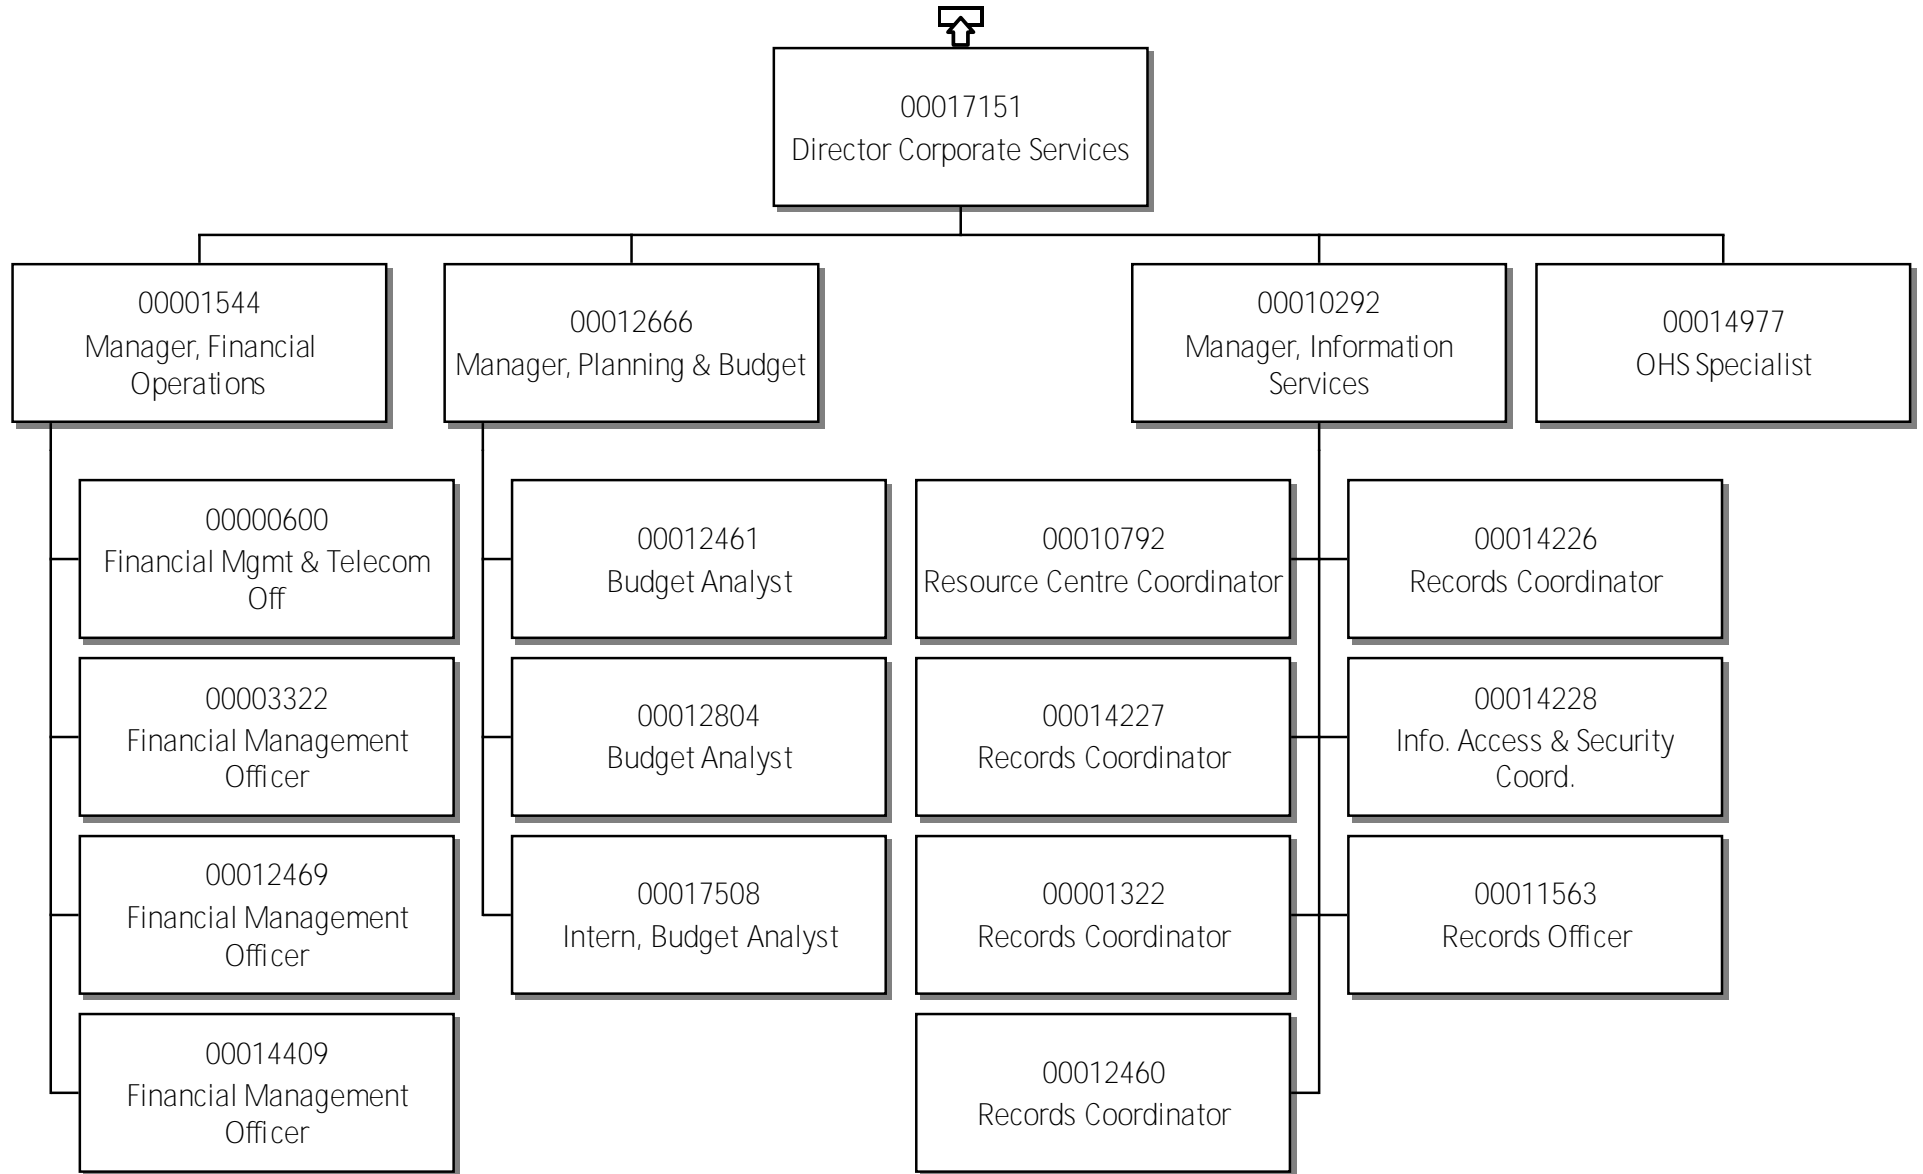 00017151
Director Corporate Services
00001544
Manager, Financial
Operations
00012666
Manager, Planning & Budget
00010292
Manager, Information
Services
00014977
OHS Specialist
00000600
Financial Mgmt & Telecom
Off
00003322
Financial Management
Officer
00012469
Financial Management
Officer
00014409
Financial Management
Officer
00012461
Budget Analyst
00012804
Budget Analyst
00017508
Intern, Budget Analyst
00010792
Resource Centre Coordinator
00014226
Records Coordinator
00014227
Records Coordinator
00014228
Info. Access & Security
Coord.
00001322
Records Coordinator
00011563
Records Officer
00012460
Records Coordinator